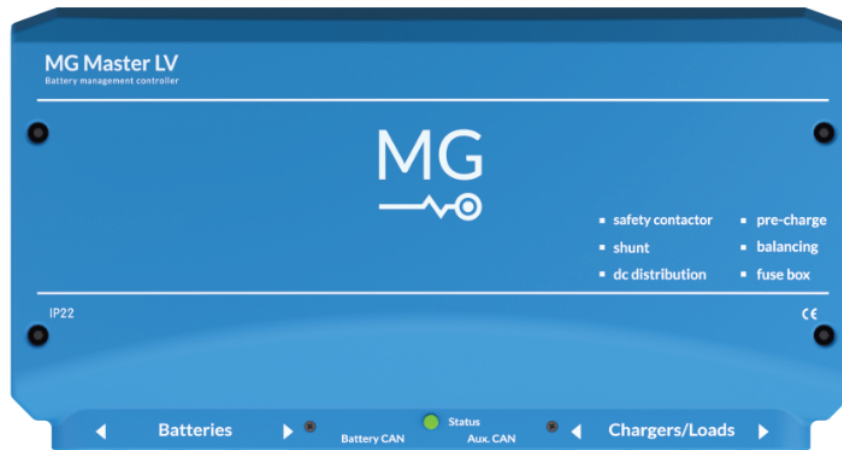 MG Master LV
Battery management controller
MG
safety contactor
pre-charge
shunt
balancing
dc distribution
fuse box
IP22
CE
Batteries
Status
Battery CAN
Aux. CAN
Chargers/Loads